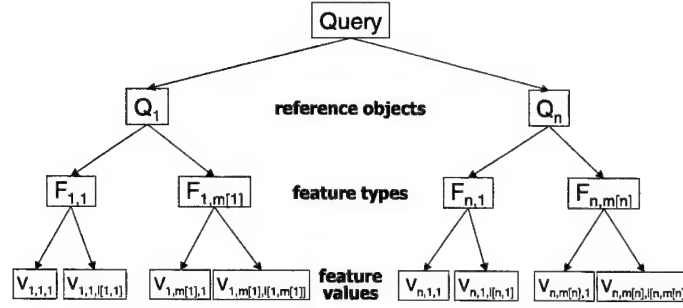 Query
Q1 reference objects Qn
F1,1 F1,m[1] feature types Fn,1 Fn,m[n]
V1,1,1 V1,1,l[1,1] V1,m[1],1 V1,m[1],l[1,m[1]] feature values Vn,1,1 Vn,1,l[n,1] Vn,m[n],1 Vn,m[n],l[n,m[n]